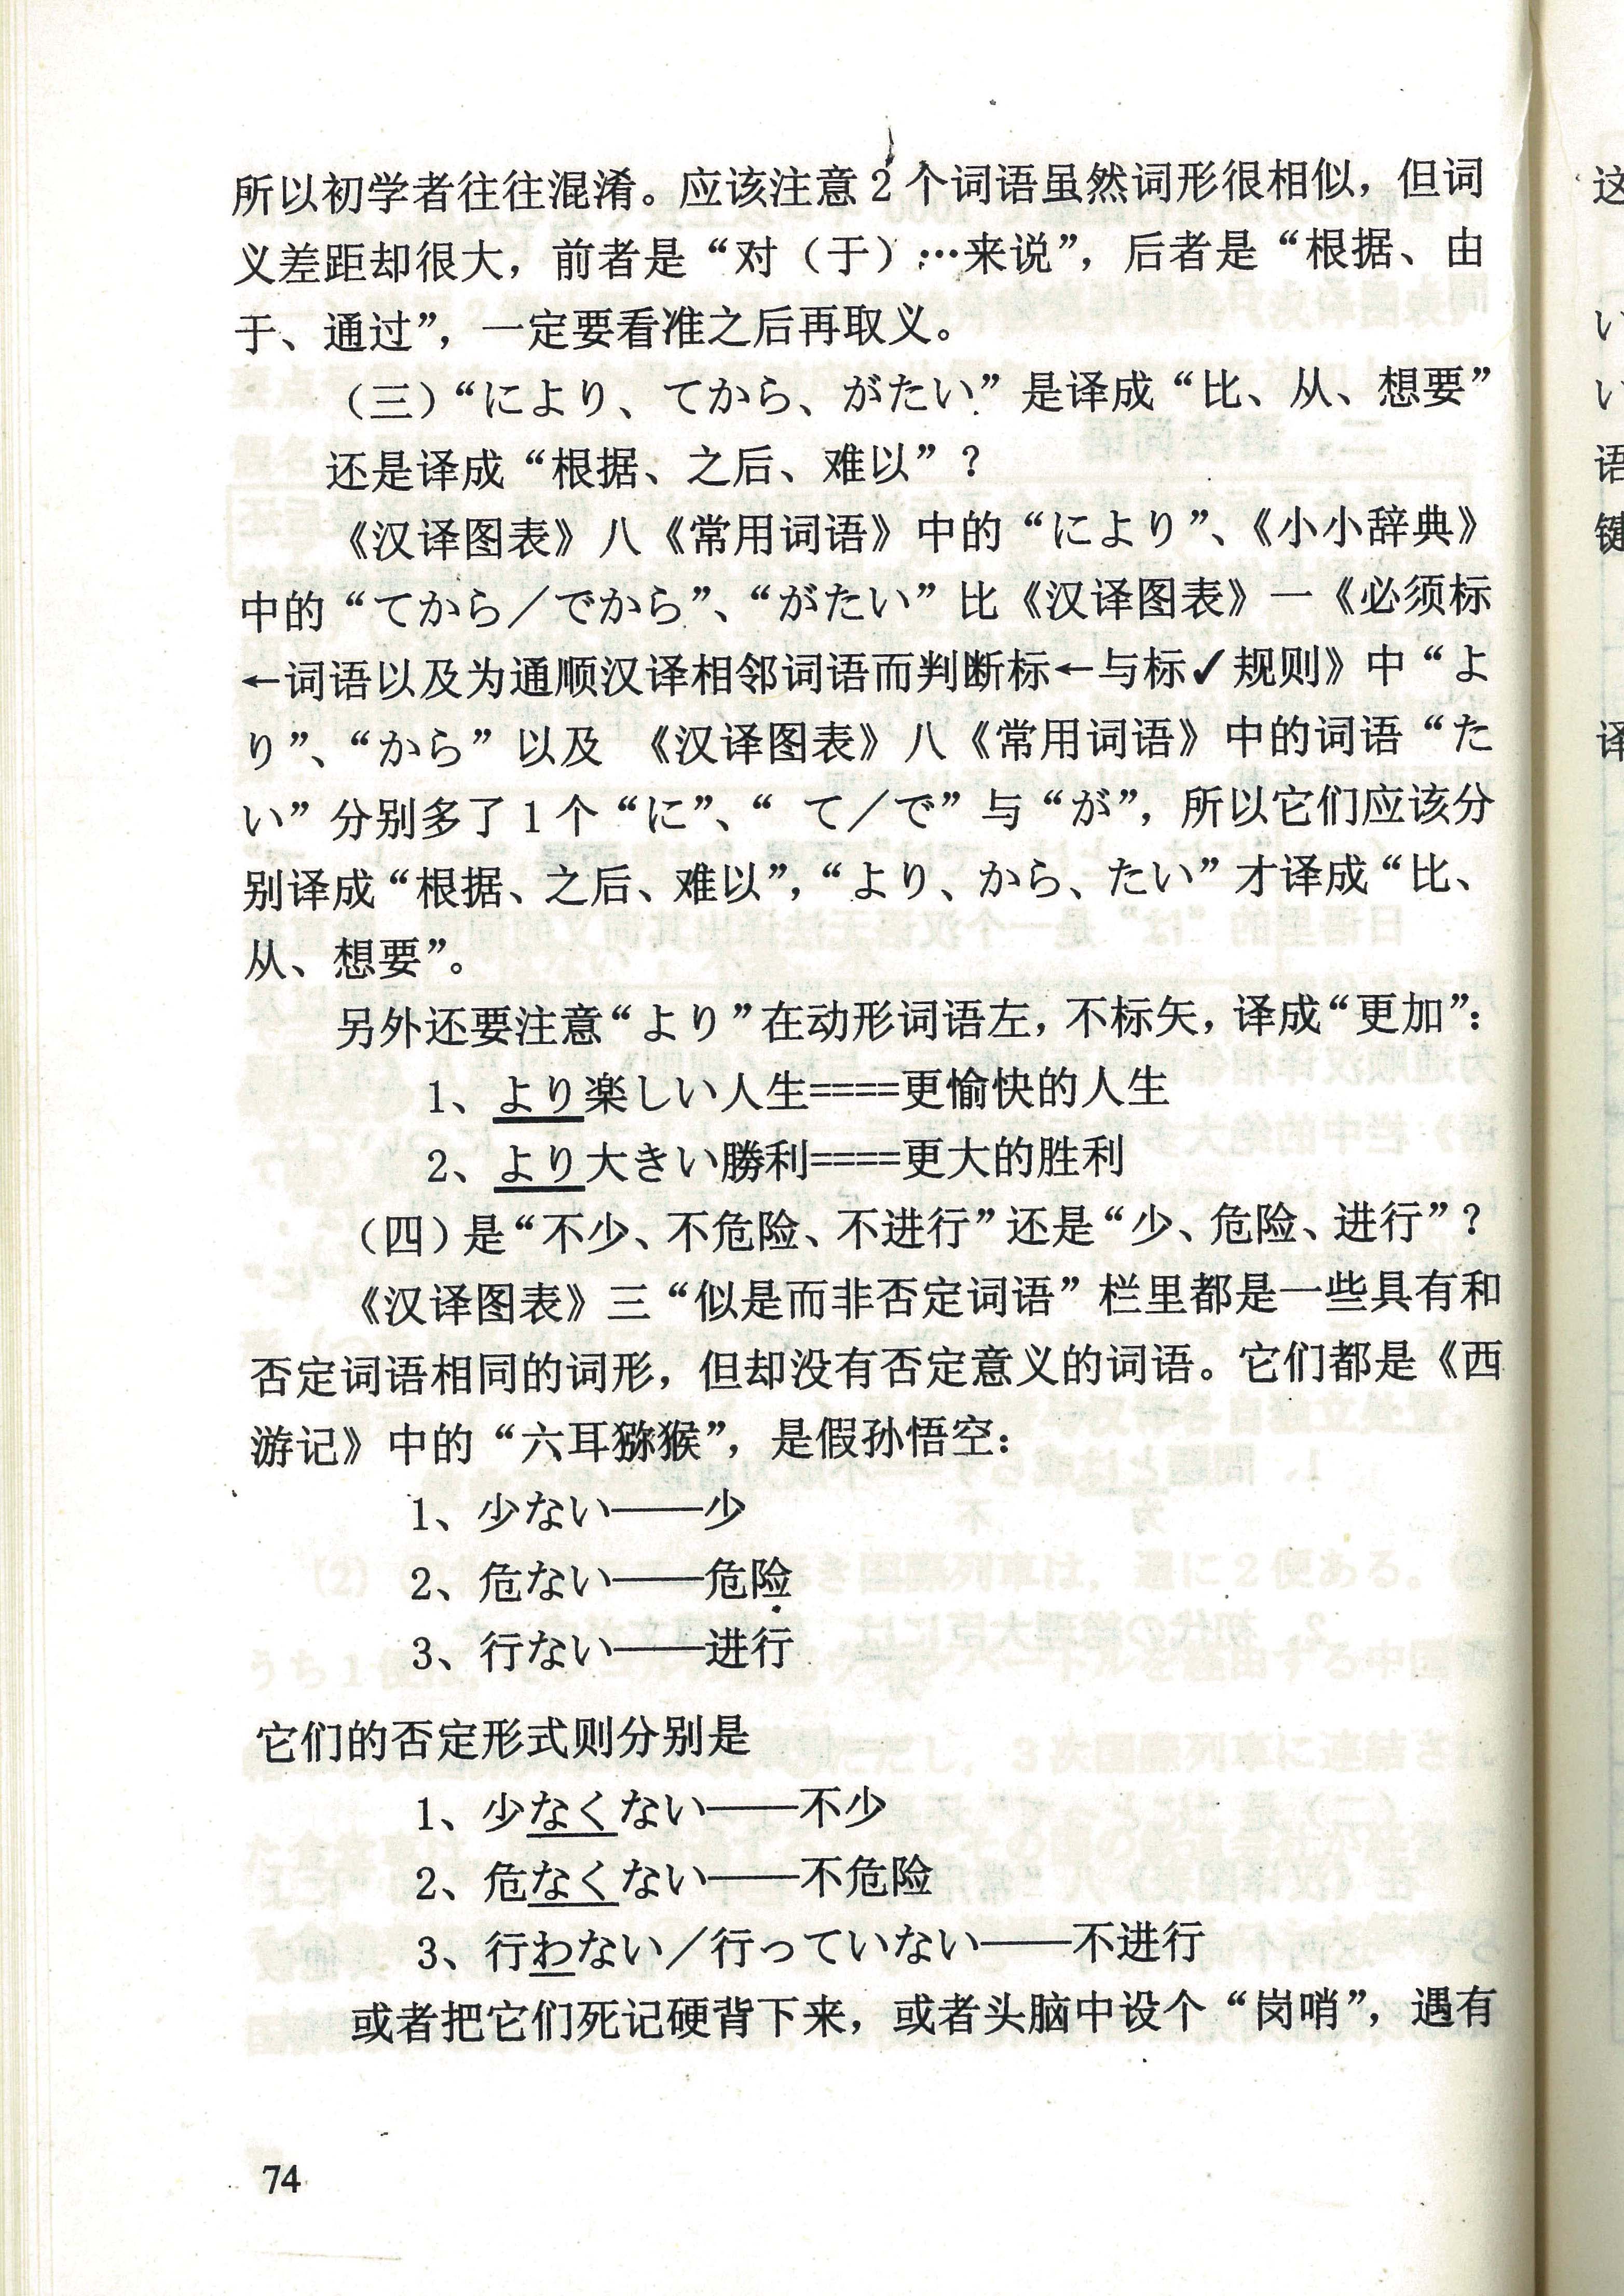 所以初学者往往混淆。应该注意2个词语虽然词形很相似，但词
义差距却很大，前者是“对（于）…来说”，后者是“根据、由
于、通过”，一定要看准之后再取义。
（三）“により、てから、がたい”是译成“比、从、想要”
还是译成“根据、之后、难以”？
《汉译图表》八《常用词语》中的“により”、《小小辞典》
中的“てから／でから”、“がたい”比《汉译图表》一《必须标
←词语以及为通顺汉译相邻词语而判断标←与标✓规则》中“よ
り”、“から”以及《汉译图表》八《常用词语》中的词语“た
い”分别多了1个“に”、“て／で”与“が”，所以它们应该分
别译成“根据、之后、难以”，“より、から、たい”才译成“比、
从、想要”。
另外还要注意“より”在动形词语左，不标矢，译成“更加”：
1、より楽しい人生====更愉快的人生
2、より大きい勝利====更大的胜利
（四）是“不少、不危险、不进行”还是“少、危险、进行”？
《汉译图表》三“似是而非否定词语”栏里都是一些具有和
否定词语相同的词形，但却没有否定意义的词语。它们都是《西
游记》中的“六耳猕猴”，是假孙悟空：
1、少ない——少
2、危ない——危险
3、行ない——进行
它们的否定形式则分别是
1、少なくない——不少
2、危なくない——不危险
3、行わない／行っていない——不进行
或者把它们死记硬背下来，或者头脑中设个“岗哨”，遇有
74
这
い
い
语
键
译